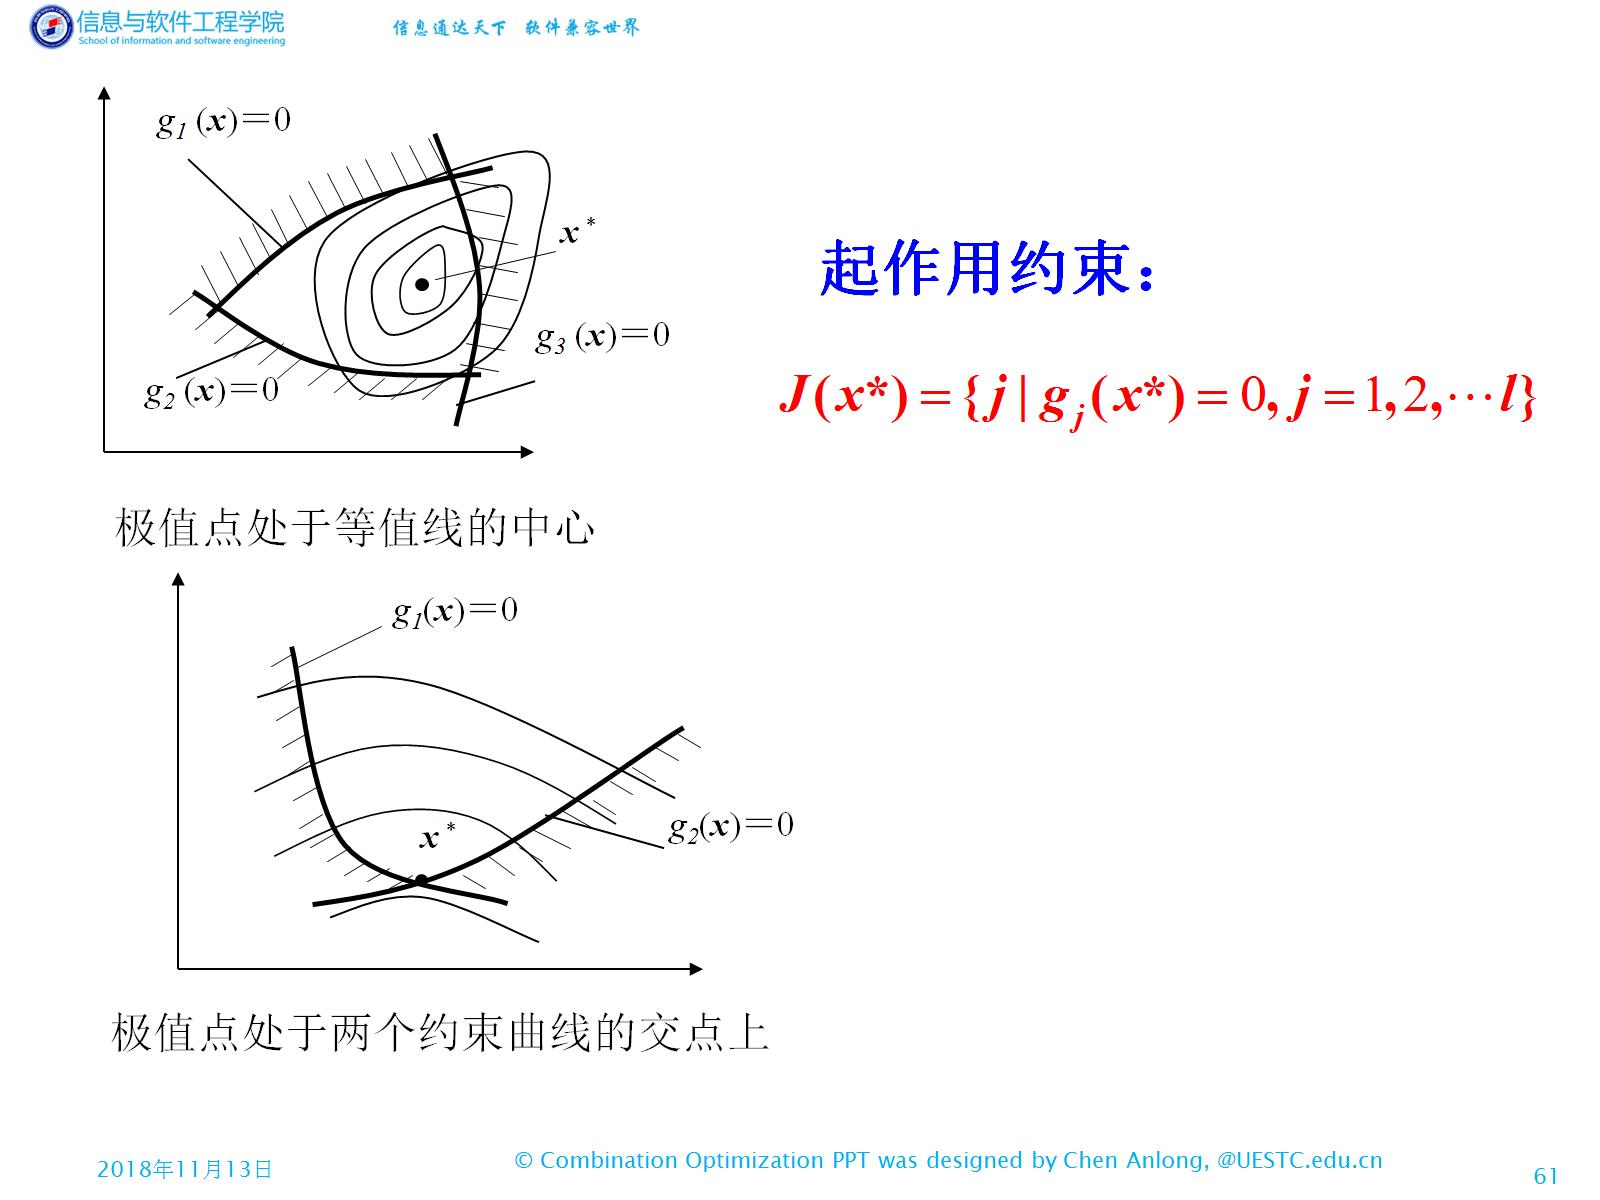 信息与软件工程学院
School of information and software engineering
信息通达天下 软件兼容世界
g1 (x)=0
x*
g3 (x)=0
g2 (x)=0
极值点处于等值线的中心
起作用约束：
J(x*) = {j | gj(x*) = 0, j = 1,2,⋯l}
g1(x)=0
x*
g2(x)=0
极值点处于两个约束曲线的交点上
2018年11月13日
© Combination Optimization PPT was designed by Chen Anlong, @UESTC.edu.cn
61